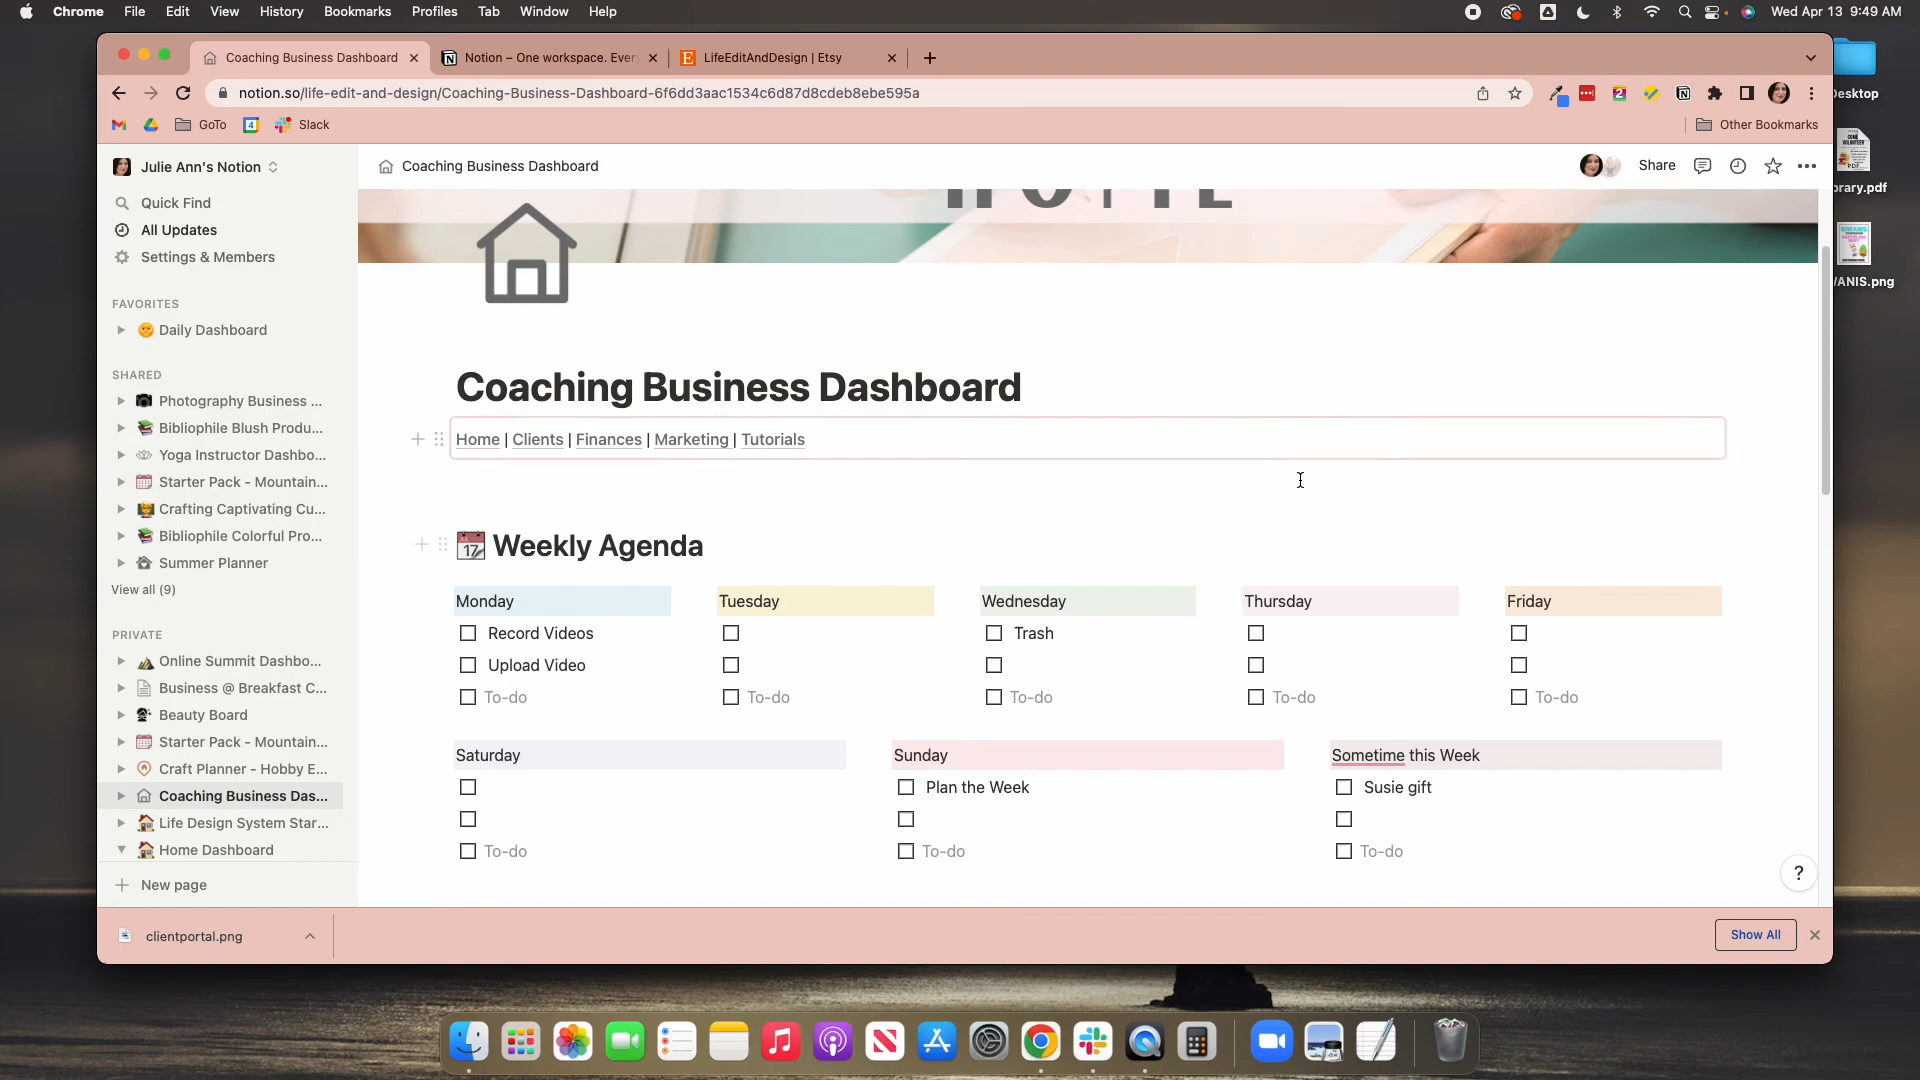 Chrome File Edit View History Bookmarks Profiles Tab Window Help Wed Apr 13 9:49 AM
Coaching Business Dashboard Notion – One workspace. Ever LifeEditAndDesign | Etsy
notion.so/life-edit-and-design/Coaching-Business-Dashboard-6f6dd3aac1534c6d87d8cdeb8ebe595a
GoTo 4 Slack Other Bookmarks
Desktop
Julie Ann's Notion
Coaching Business Dashboard Share
Quick Find
All Updates
Settings & Members
HOME
FAVORITES
Daily Dashboard
SHARED
Photography Business ...
Bibliophile Blush Produ...
Yoga Instructor Dashbo...
Starter Pack - Mountain...
Crafting Captivating Cu...
Bibliophile Colorful Pro...
Summer Planner
View all (9)
PRIVATE
Online Summit Dashbo...
Business @ Breakfast C...
Beauty Board
Starter Pack - Mountain...
Craft Planner - Hobby E...
Coaching Business Das...
Life Design System Star...
Home Dashboard
New page
Coaching Business Dashboard
Home | Clients | Finances | Marketing | Tutorials
17 Weekly Agenda
Monday Tuesday Wednesday Thursday Friday
Record Videos Trash
Upload Video
To-do To-do To-do To-do To-do
Saturday Sunday Sometime this Week
Plan the Week Susie gift
To-do To-do To-do
?
clientportal.png Show All
rary.pdf
WANIS.png